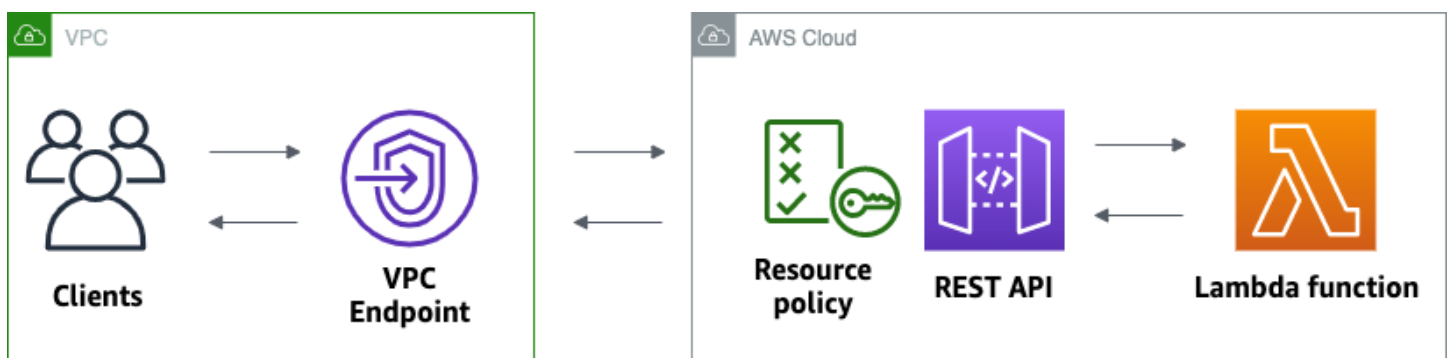 VPC
AWS Cloud
Clients
VPC
Endpoint
Resource
policy
REST API
Lambda function